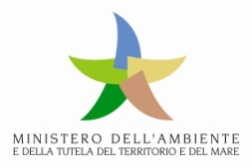 MINISTERO DELL'AMBIENTE
E DELLA TUTELA DEL TERRITORIO E DEL MARE